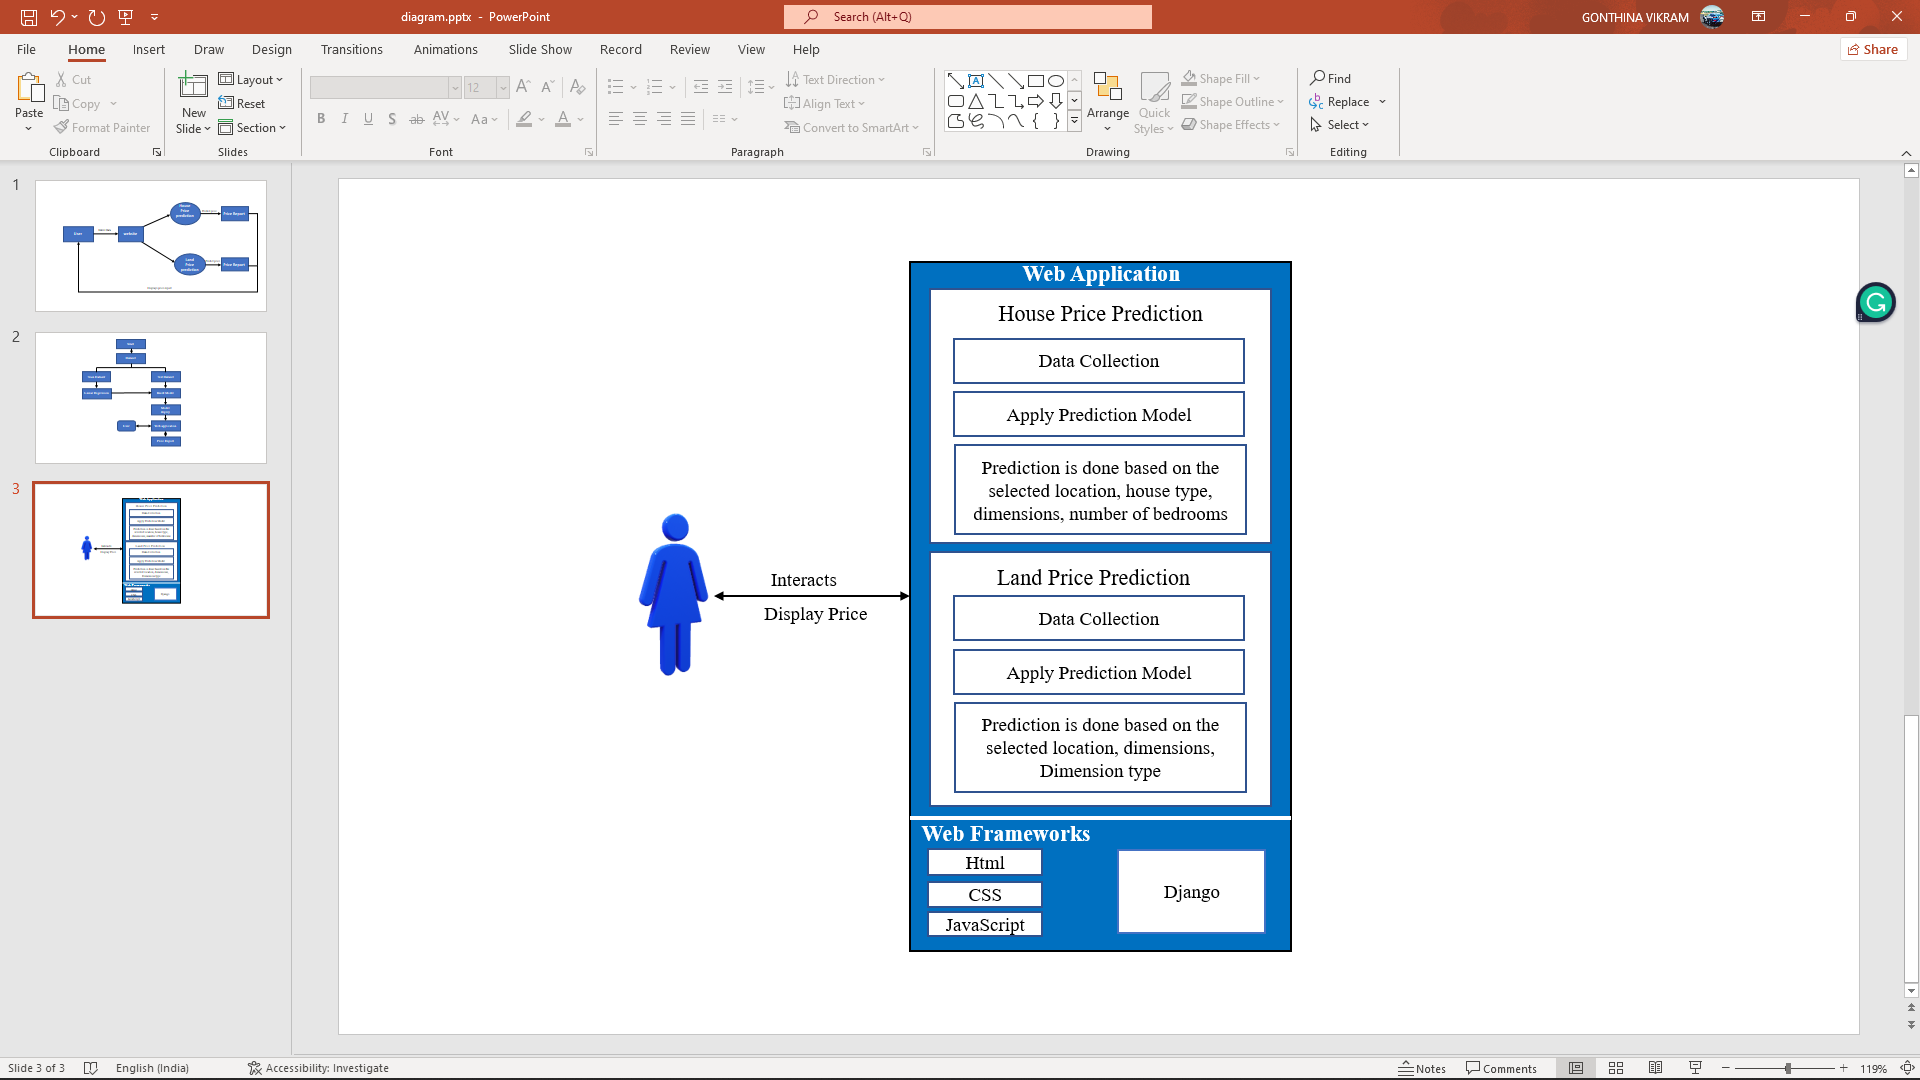 diagram.pptx - PowerPoint
Search (Alt+Q)
GONTHINA VIKRAM
File Home Insert Draw Design Transitions Animations Slide Show Record Review View Help
Share
Paste
Cut
Copy
Format Painter
Clipboard
New
Slide
Layout
Reset
Section
Slides
12
Font
Text Direction
Align Text
Convert to SmartArt
Paragraph
Arrange
Quick
Styles
Shape Fill
Shape Outline
Shape Effects
Drawing
Find
Replace
Select
Editing
1
2
3
Web Application
House Price Prediction
Data Collection
Apply Prediction Model
Prediction is done based on the
selected location, house type,
dimensions, number of bedrooms
Interacts
Display Price
Land Price Prediction
Data Collection
Apply Prediction Model
Prediction is done based on the
selected location, dimensions,
Dimension type
Web Frameworks
Html
CSS
JavaScript
Django
Slide 3 of 3
English (India)
Accessibility: Investigate
Notes
Comments
119%